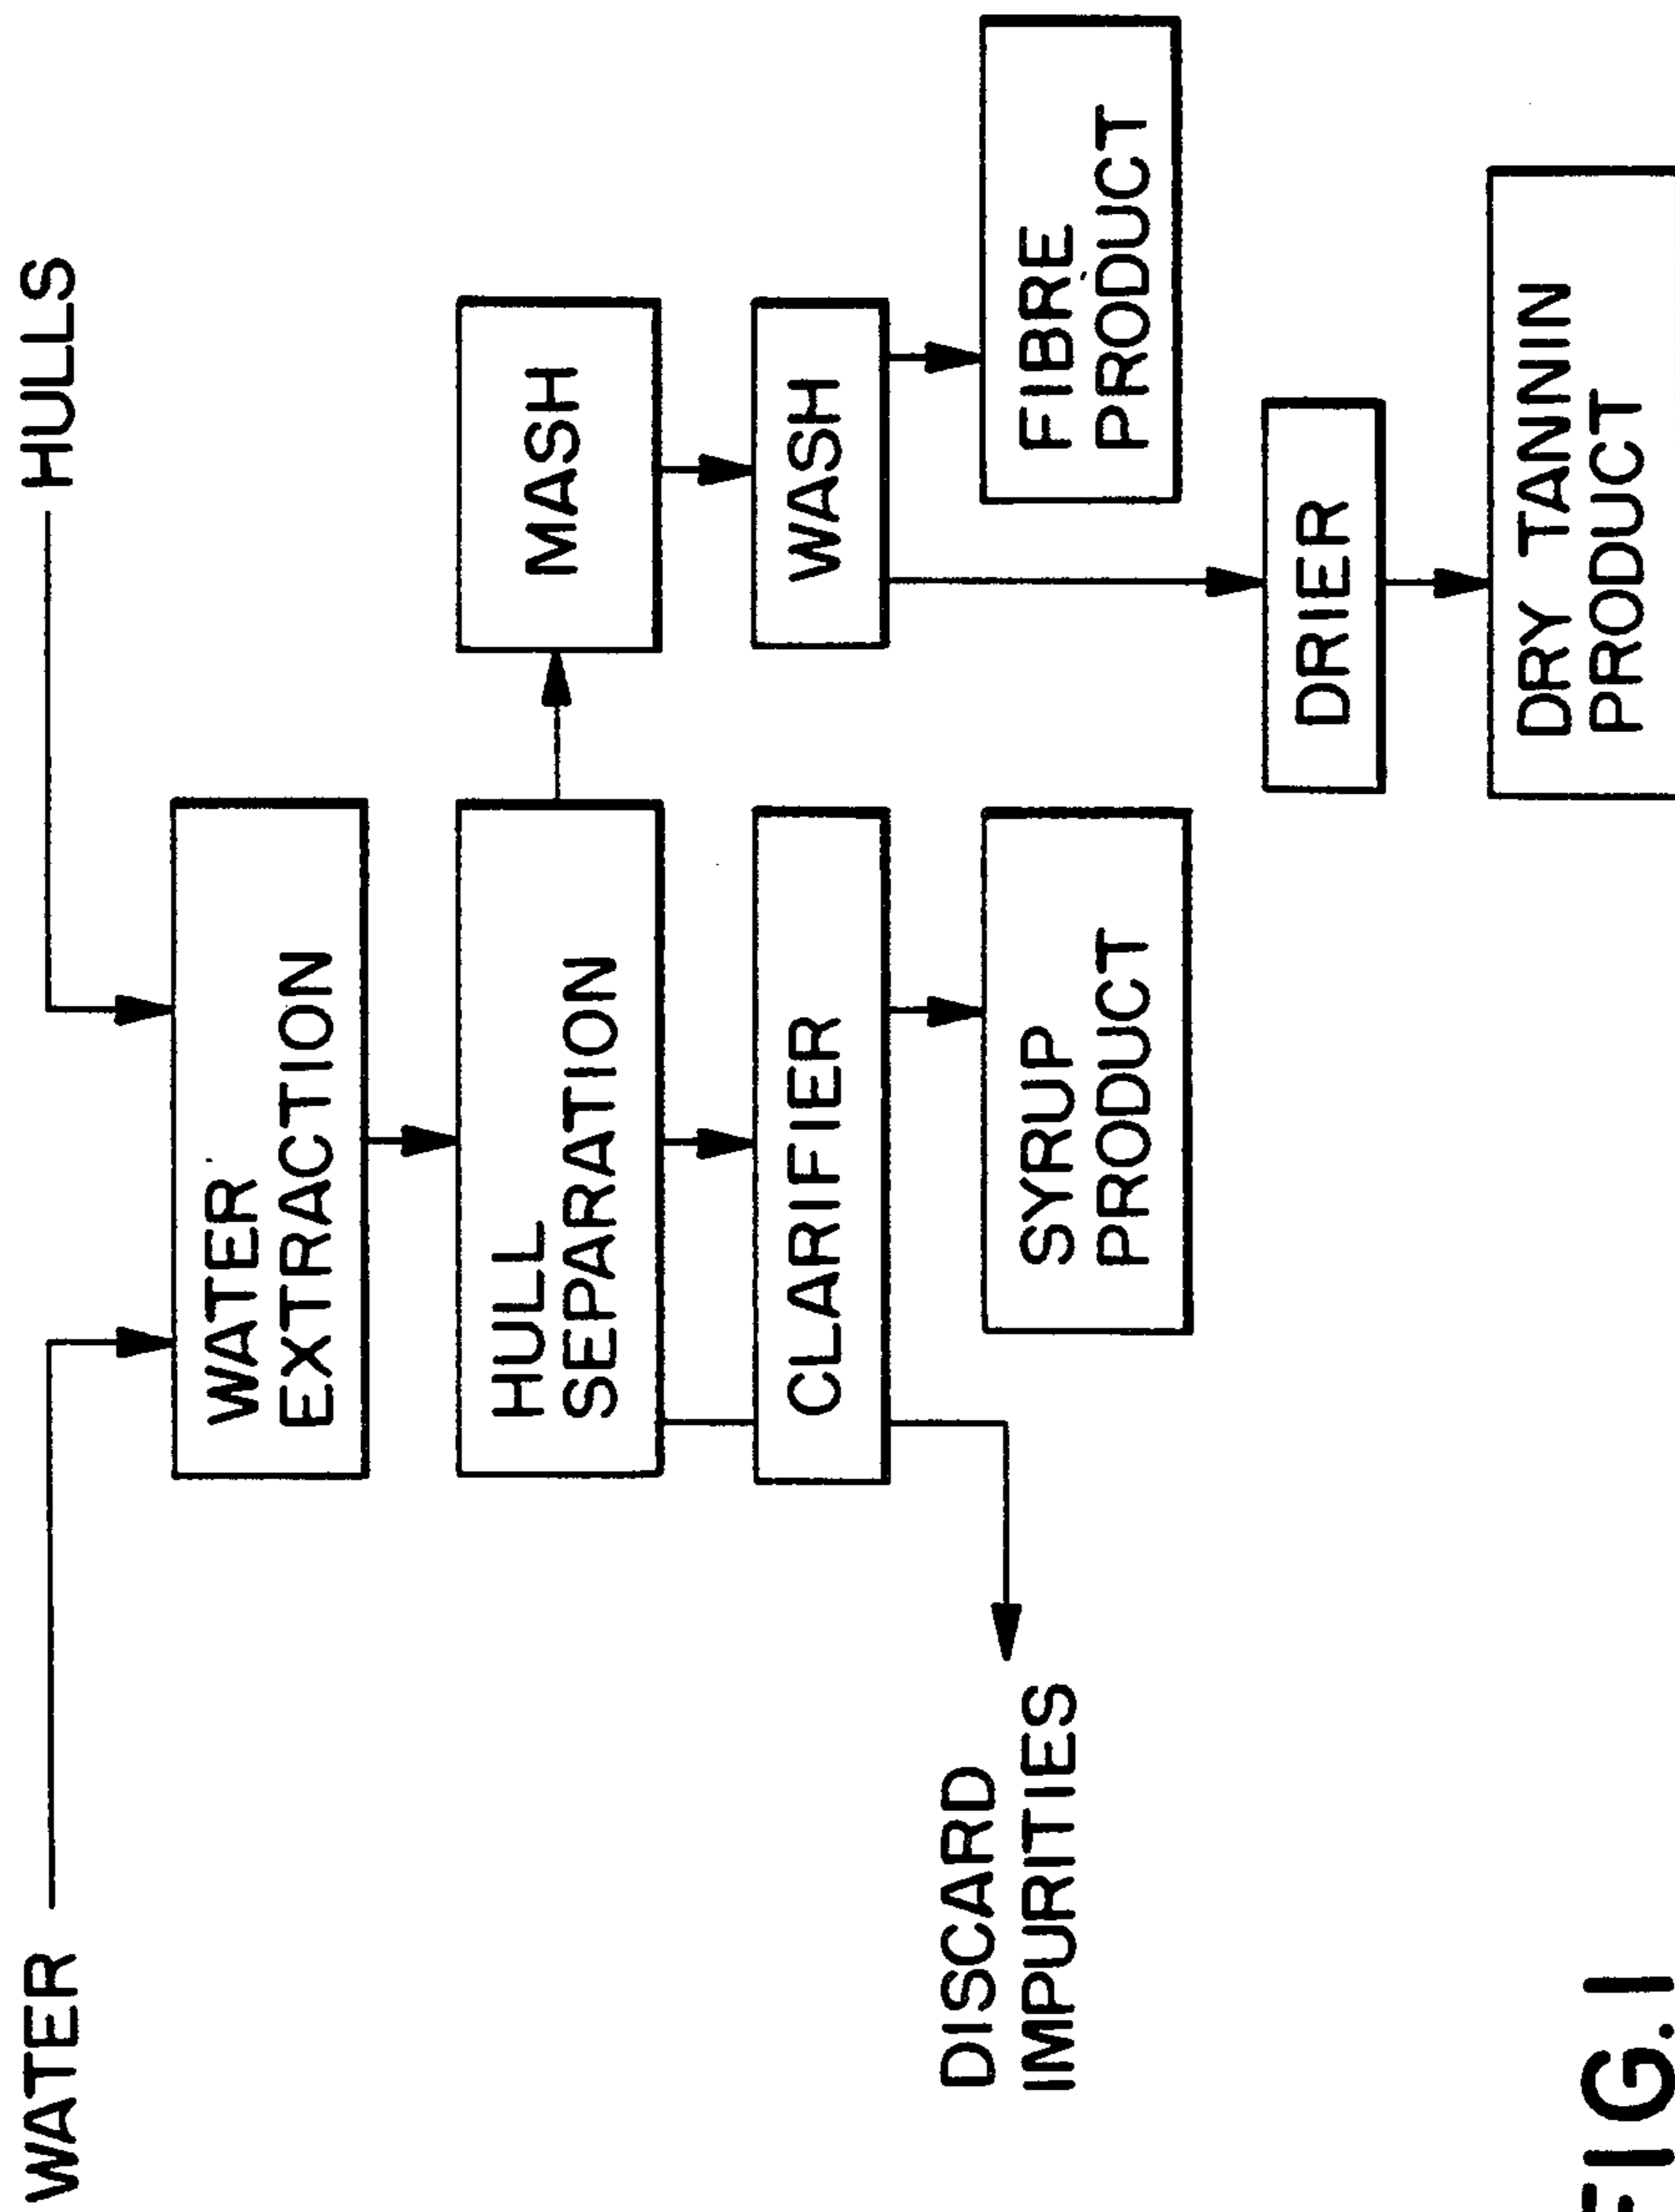 WATER
HULLS
WATER
EXTRACTION
HULL
SEPARATION
MASH
CLARIFIER
WASH
DISCARD
IMPURITIES
SYRUP
PRODUCT
FIBRE
PRODUCT
DRIER
DRY TANNIN
PRODUCT
FIG. 1